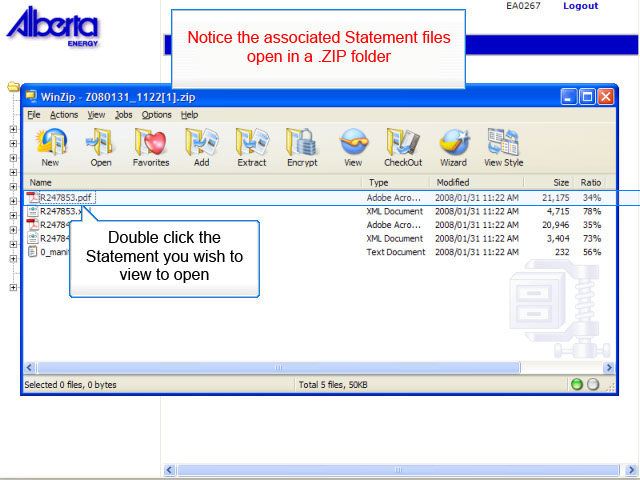 Alberta
ENERGY
EA0267 Logout
Notice the associated Statement files
open in a .ZIP folder
WinZip - Z080131_1122[1].zip
File Actions View Jobs Options Help
New Open Favorites Add Extract Encrypt View CheckOut Wizard View Style
Name Type Modified Size Ratio
R247853.pdf Adobe Acro... 2008/01/31 11:22 AM 21,175 34%
R247853.x XML Document 2008/01/31 11:22 AM 4,715 78%
R24784 Adobe Acro... 2008/01/31 11:22 AM 20,946 35%
R24784 XML Document 2008/01/31 11:22 AM 3,404 73%
0_manif Text Document 2008/01/31 11:22 AM 232 56%
Double click the
Statement you wish to
view to open
Selected 0 files, 0 bytes Total 5 files, 50KB